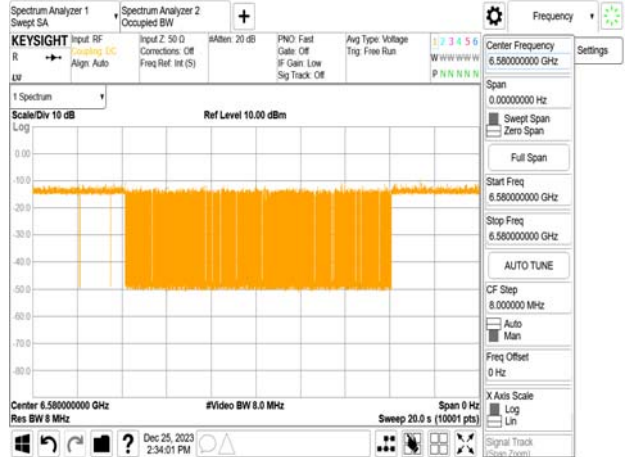 Spectrum Analyzer 1
Swept SA
Spectrum Analyzer 2
Occupied BW
+
Frequency
Settings
KEYSIGHT
R
LXI
Input: RF
Coupling: DC
Align: Auto
Input Z: 50 Ω
Corrections: Off
Freq Ref: Int (S)
#Atten: 20 dB
PNO: Fast
Gate: Off
IF Gain: Low
Sig Track: Off
Avg Type: Voltage
Trig: Free Run
1 2 3 4 5 6
W W W W W W
P N N N N N
1 Spectrum
Scale/Div 10 dB
Ref Level 10.00 dBm
Log
0.00
-10.0
-20.0
-30.0
-40.0
-50.0
-60.0
-70.0
-80.0
Center 6.580000000 GHz
#Video BW 8.0 MHz
Span 0 Hz
Res BW 8 MHz
Sweep 20.0 s (10001 pts)
Dec 25, 2023
2:34:01 PM
Center Frequency
6.580000000 GHz
Span
0.00000000 Hz
Swept Span
Zero Span
Full Span
Start Freq
6.580000000 GHz
Stop Freq
6.580000000 GHz
AUTO TUNE
CF Step
8.000000 MHz
Auto
Man
Freq Offset
0 Hz
X Axis Scale
Log
Lin
Signal Track
(Span Zoom)